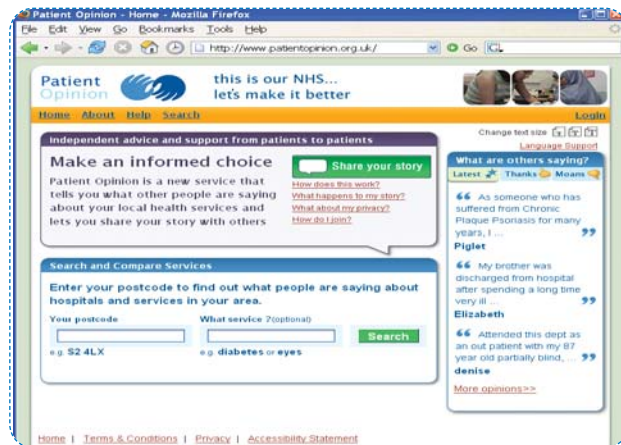 Patient Opinion - Home - Mozilla Firefox
File Edit View Go Bookmarks Tools Help
http://www.patientopinion.org.uk/ Go
Patient
Opinion
this is our NHS...
let's make it better
Home About Help Search Login
Change text size
Language Support
Independent advice and support from patients to patients
Make an informed choice
Patient Opinion is a new service that
tells you what other people are saying
about your local health services and
lets you share your story with others
Share your story
How does this work?
What happens to my story?
What about my privacy?
How do I join?
Search and Compare Services
Enter your postcode to find out what people are saying about
hospitals and services in your area.
Your postcode What service ?(optional)
Search
e.g. S2 4LX e.g. diabetes or eyes
What are others saying?
Latest Thanks Moans
“ As someone who has
suffered from Chronic
Plaque Psoriasis for many
years, I ... ”
Piglet
“ My brother was
discharged from hospital
after spending a long time
very ill ... ”
Elizabeth
“ Attended this dept as
an out patient with my 87
year old partially blind, ... ”
denise
More opinions>>
Home | Terms & Conditions | Privacy | Accessibility Statement